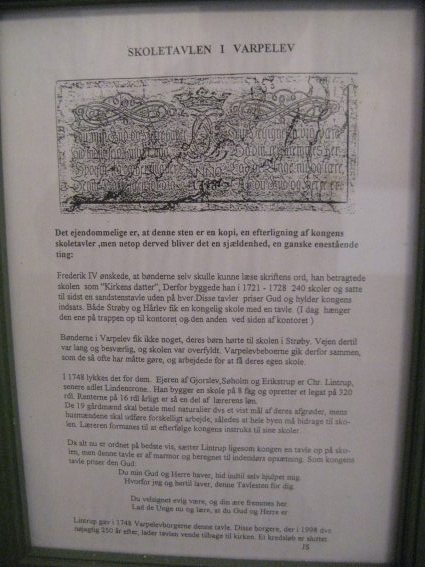 SKOLETAVLEN I VARPELEV
Det ejendommelige er, at denne sten er en kopi, en efterligning af kongens
skoletavler ,men netop derved bliver det en sjældenhed, en ganske enestående
ting:
Frederik IV ønskede, at bønderne selv skulle kunne læse skriftens ord, han betragtede
skolen som "Kirkens datter", Derfor byggede han i 1721 - 1728 240 skoler og satte
til sidst en sandstenstavle uden på hver.Disse tavler priser Gud og hylder kongens
indsats. Både Strøby og Hårlev fik en kongelig skole med en tavle (I dag hænger
den ene på trappen op til kontoret og den anden ved siden af kontoret )
Bønderne i Varpelev fik ikke noget, deres børn hørte til skolen i Strøby. Vejen dertil
var lang og besværlig, og skolen var overfyldt. Varpelevbeboerne gik derfor sammen,
som de så ofte har måtte gøre, og arbejdede for at få deres egen skole.
I 1748 lykkes det for dem. Ejeren af Gjorslev,Søholm og Erikstrup er Chr. Lintrup,
senere adlet Lindencrone.. Han bygger en skole på 8 fag og opretter et legat på 320
rdl. Renterne på 16 rdl årligt er så en del af lærerens løn.
De 19 gårdmænd skal betale med naturalier dvs et vist mål af deres afgrøder, mens
husmændene skal udføre forskelligt arbejde, således at hele byen må bidrage til sko-
len. Læreren formanes til at efterfølge kongens instruks til sine skoler
Da alt nu er ordnet på bedste vis, sætter Lintrup ligesom kongen en tavle op på sko-
len, men denne tavle er af marmor og beregnet til indendørs opsætning. Som kongens
tavle priser den Gud.
Du min Gud og Herre haver, hid indtil selv hjulpet mig.
Hvorfor jeg og hertil laver, denne Tavlesten for dig.
Du velsignet evig være, og din ære fremmes her.
Lad de Unge nu og lære, at du Gud og Herre er
Lintrup gav i 1748 Varpelevborgerne denne tavle. Disse borgere, der i 1998 dvs
nøjagtig 250 år efter, lader tavlen vende tilbage til kirken. Et kredsløb er sluttet.
IS